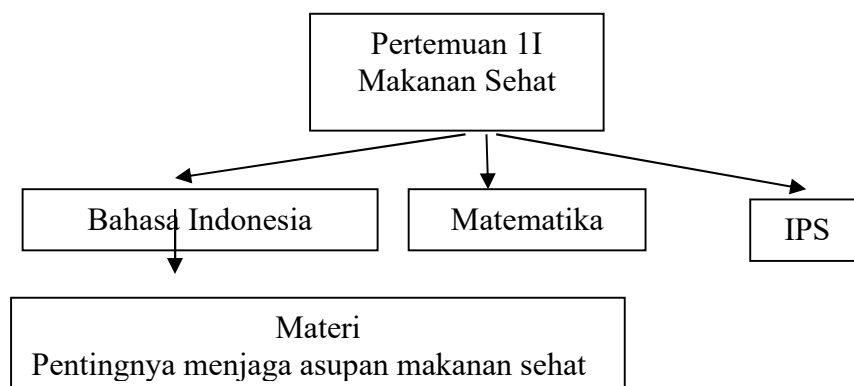 Pertemuan 1I
Makanan Sehat
Bahasa Indonesia
Matematika
IPS
Materi
Pentingnya menjaga asupan makanan sehat